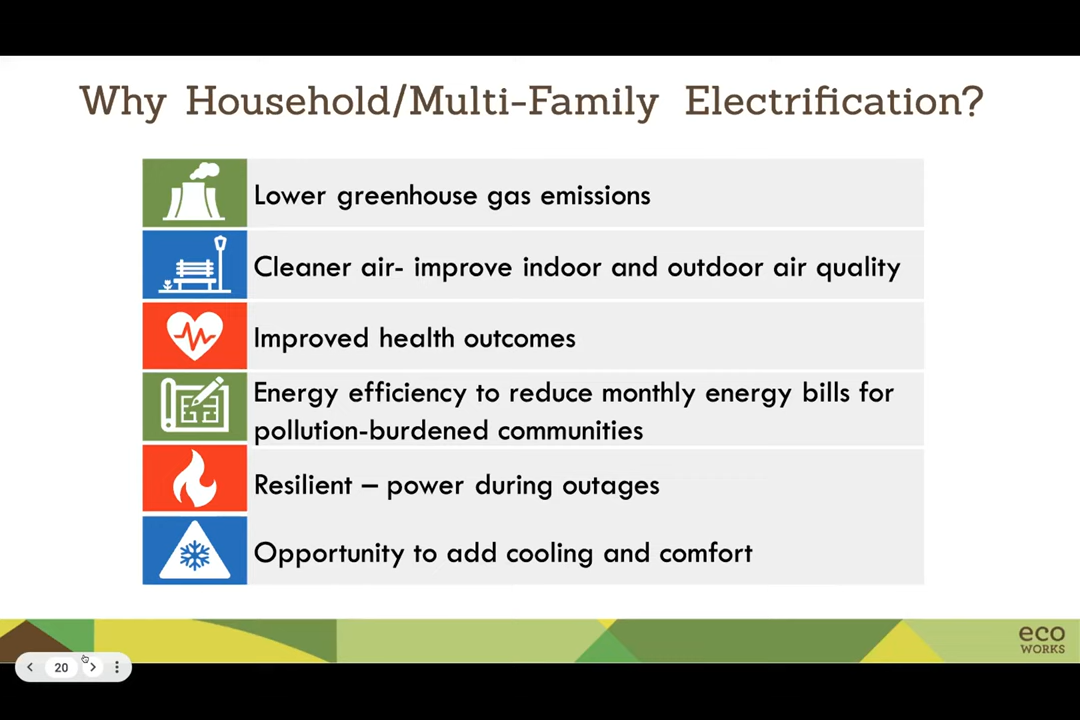 Why Household/Multi-Family Electrification?
Lower greenhouse gas emissions
Cleaner air- improve indoor and outdoor air quality
Improved health outcomes
Energy efficiency to reduce monthly energy bills for
pollution-burdened communities
Resilient – power during outages
Opportunity to add cooling and comfort
eco
WORKS
20